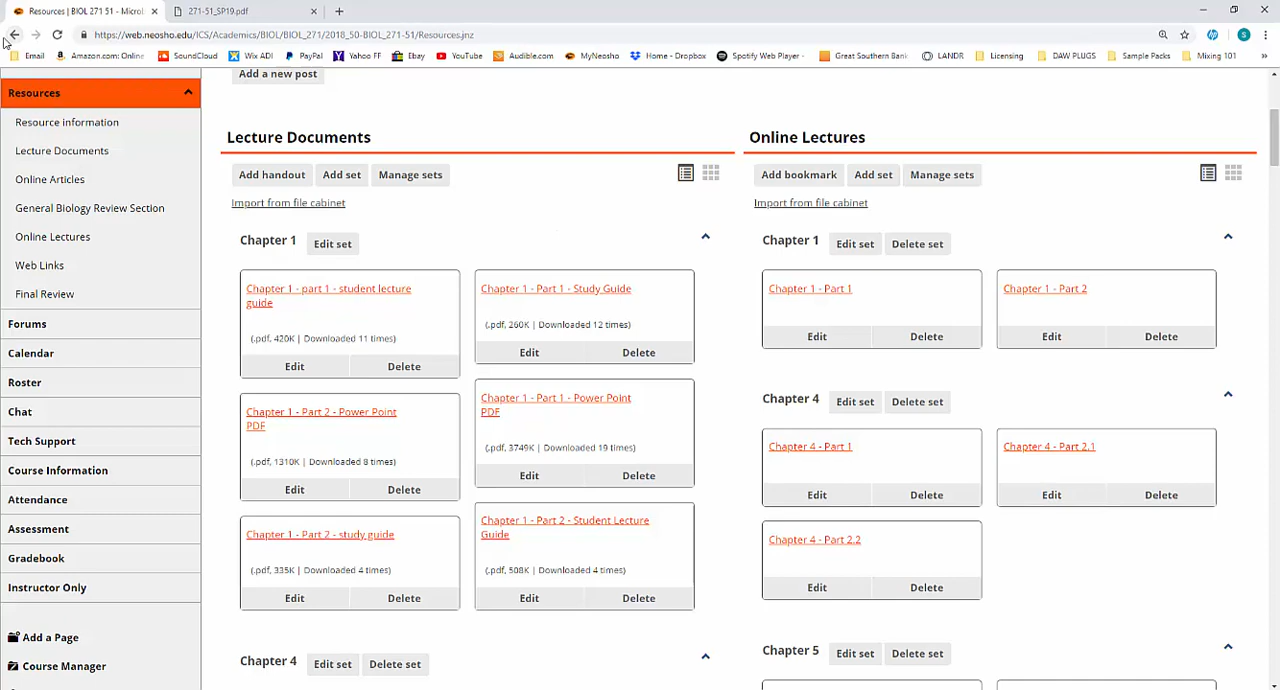 Resources | BIOL 271 51 - Micro
271-51_SP19.pdf
https://web.neosho.edu/ICS/Academics/BIOL/BIOL_271/2018_50-BIOL_271-51/Resources.jnz
S
Email
Amazon.com: Online
SoundCloud
Wix ADI
PayPal
Yahoo FF
Ebay
YouTube
Audible.com
MyNeosho
Home - Dropbox
Spotify Web Player -
Great Southern Bank
LANDR
Licensing
DAW PLUGS
Sample Packs
Mixing 101
»
Resources
Resource information
Lecture Documents
Online Articles
General Biology Review Section
Online Lectures
Web Links
Final Review
Forums
Calendar
Roster
Chat
Tech Support
Course Information
Attendance
Assessment
Gradebook
Instructor Only
Add a Page
Course Manager
Add a new post
Lecture Documents
Add handout
Add set
Manage sets
Import from file cabinet
Chapter 1
Edit set
Chapter 1 - part 1 - student lecture
guide
(.pdf, 420K | Downloaded 11 times)
Edit
Delete
Chapter 1 - Part 1 - Study Guide
(.pdf, 260K | Downloaded 12 times)
Edit
Delete
Chapter 1 - Part 2 - Power Point
PDF
(.pdf, 1310K | Downloaded 8 times)
Edit
Delete
Chapter 1 - Part 1 - Power Point
PDF
(.pdf, 3749K | Downloaded 19 times)
Edit
Delete
Chapter 1 - Part 2 - study guide
(.pdf, 335K | Downloaded 4 times)
Edit
Delete
Chapter 1 - Part 2 - Student Lecture
Guide
(.pdf, 508K | Downloaded 4 times)
Edit
Delete
Chapter 4
Edit set
Delete set
Online Lectures
Add bookmark
Add set
Manage sets
Import from file cabinet
Chapter 1
Edit set
Delete set
Chapter 1 - Part 1
Edit
Delete
Chapter 1 - Part 2
Edit
Delete
Chapter 4
Edit set
Delete set
Chapter 4 - Part 1
Edit
Delete
Chapter 4 - Part 2.1
Edit
Delete
Chapter 4 - Part 2.2
Edit
Delete
Chapter 5
Edit set
Delete set